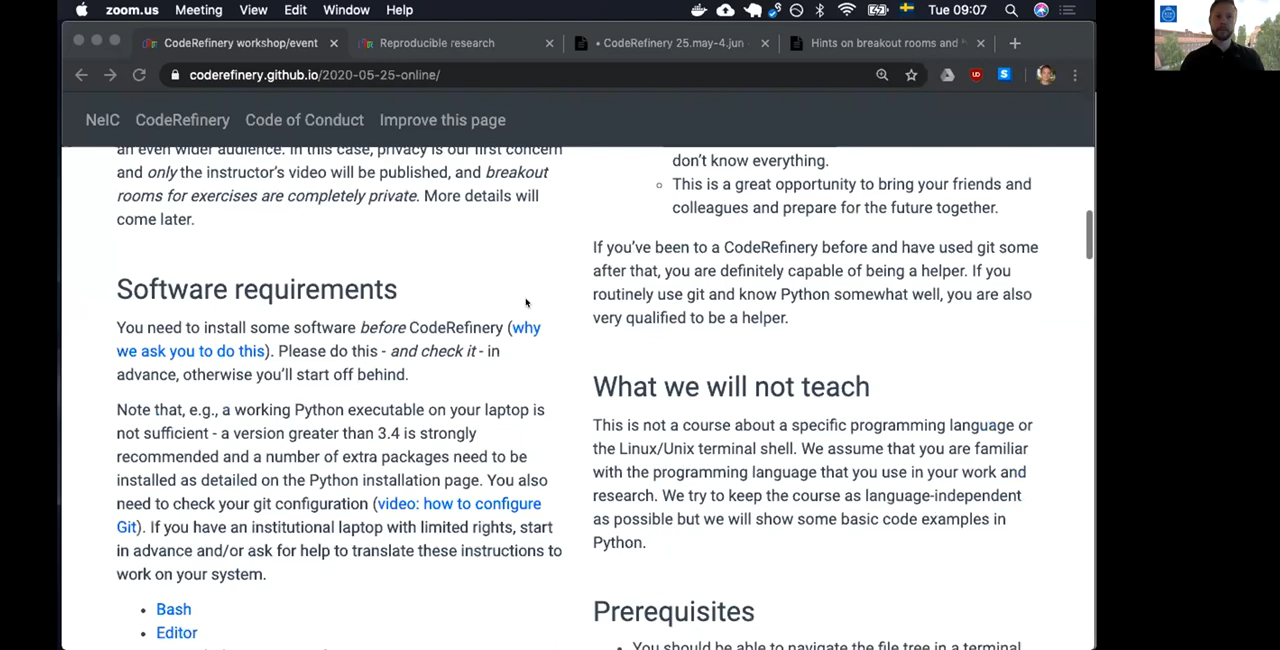 zoom.us Meeting View Edit Window Help Tue 09:07
CodeRefinery workshop/event Reproducible research • CodeRefinery 25.may-4.jun Hints on breakout rooms and
coderefinery.github.io/2020-05-25-online/
NeIC CodeRefinery Code of Conduct Improve this page
an even wider audience. In this case, privacy is our first concern
and only the instructor's video will be published, and breakout
rooms for exercises are completely private. More details will
come later.
Software requirements
You need to install some software before CodeRefinery (why
we ask you to do this). Please do this - and check it - in
advance, otherwise you'll start off behind.
Note that, e.g., a working Python executable on your laptop is
not sufficient - a version greater than 3.4 is strongly
recommended and a number of extra packages need to be
installed as detailed on the Python installation page. You also
need to check your git configuration (video: how to configure
Git). If you have an institutional laptop with limited rights, start
in advance and/or ask for help to translate these instructions to
work on your system.
• Bash
• Editor
don't know everything.
This is a great opportunity to bring your friends and
colleagues and prepare for the future together.
If you've been to a CodeRefinery before and have used git some
after that, you are definitely capable of being a helper. If you
routinely use git and know Python somewhat well, you are also
very qualified to be a helper.
What we will not teach
This is not a course about a specific programming language or
the Linux/Unix terminal shell. We assume that you are familiar
with the programming language that you use in your work and
research. We try to keep the course as language-independent
as possible but we will show some basic code examples in
Python.
Prerequisites
• You should be able to navigate the file tree in a terminal